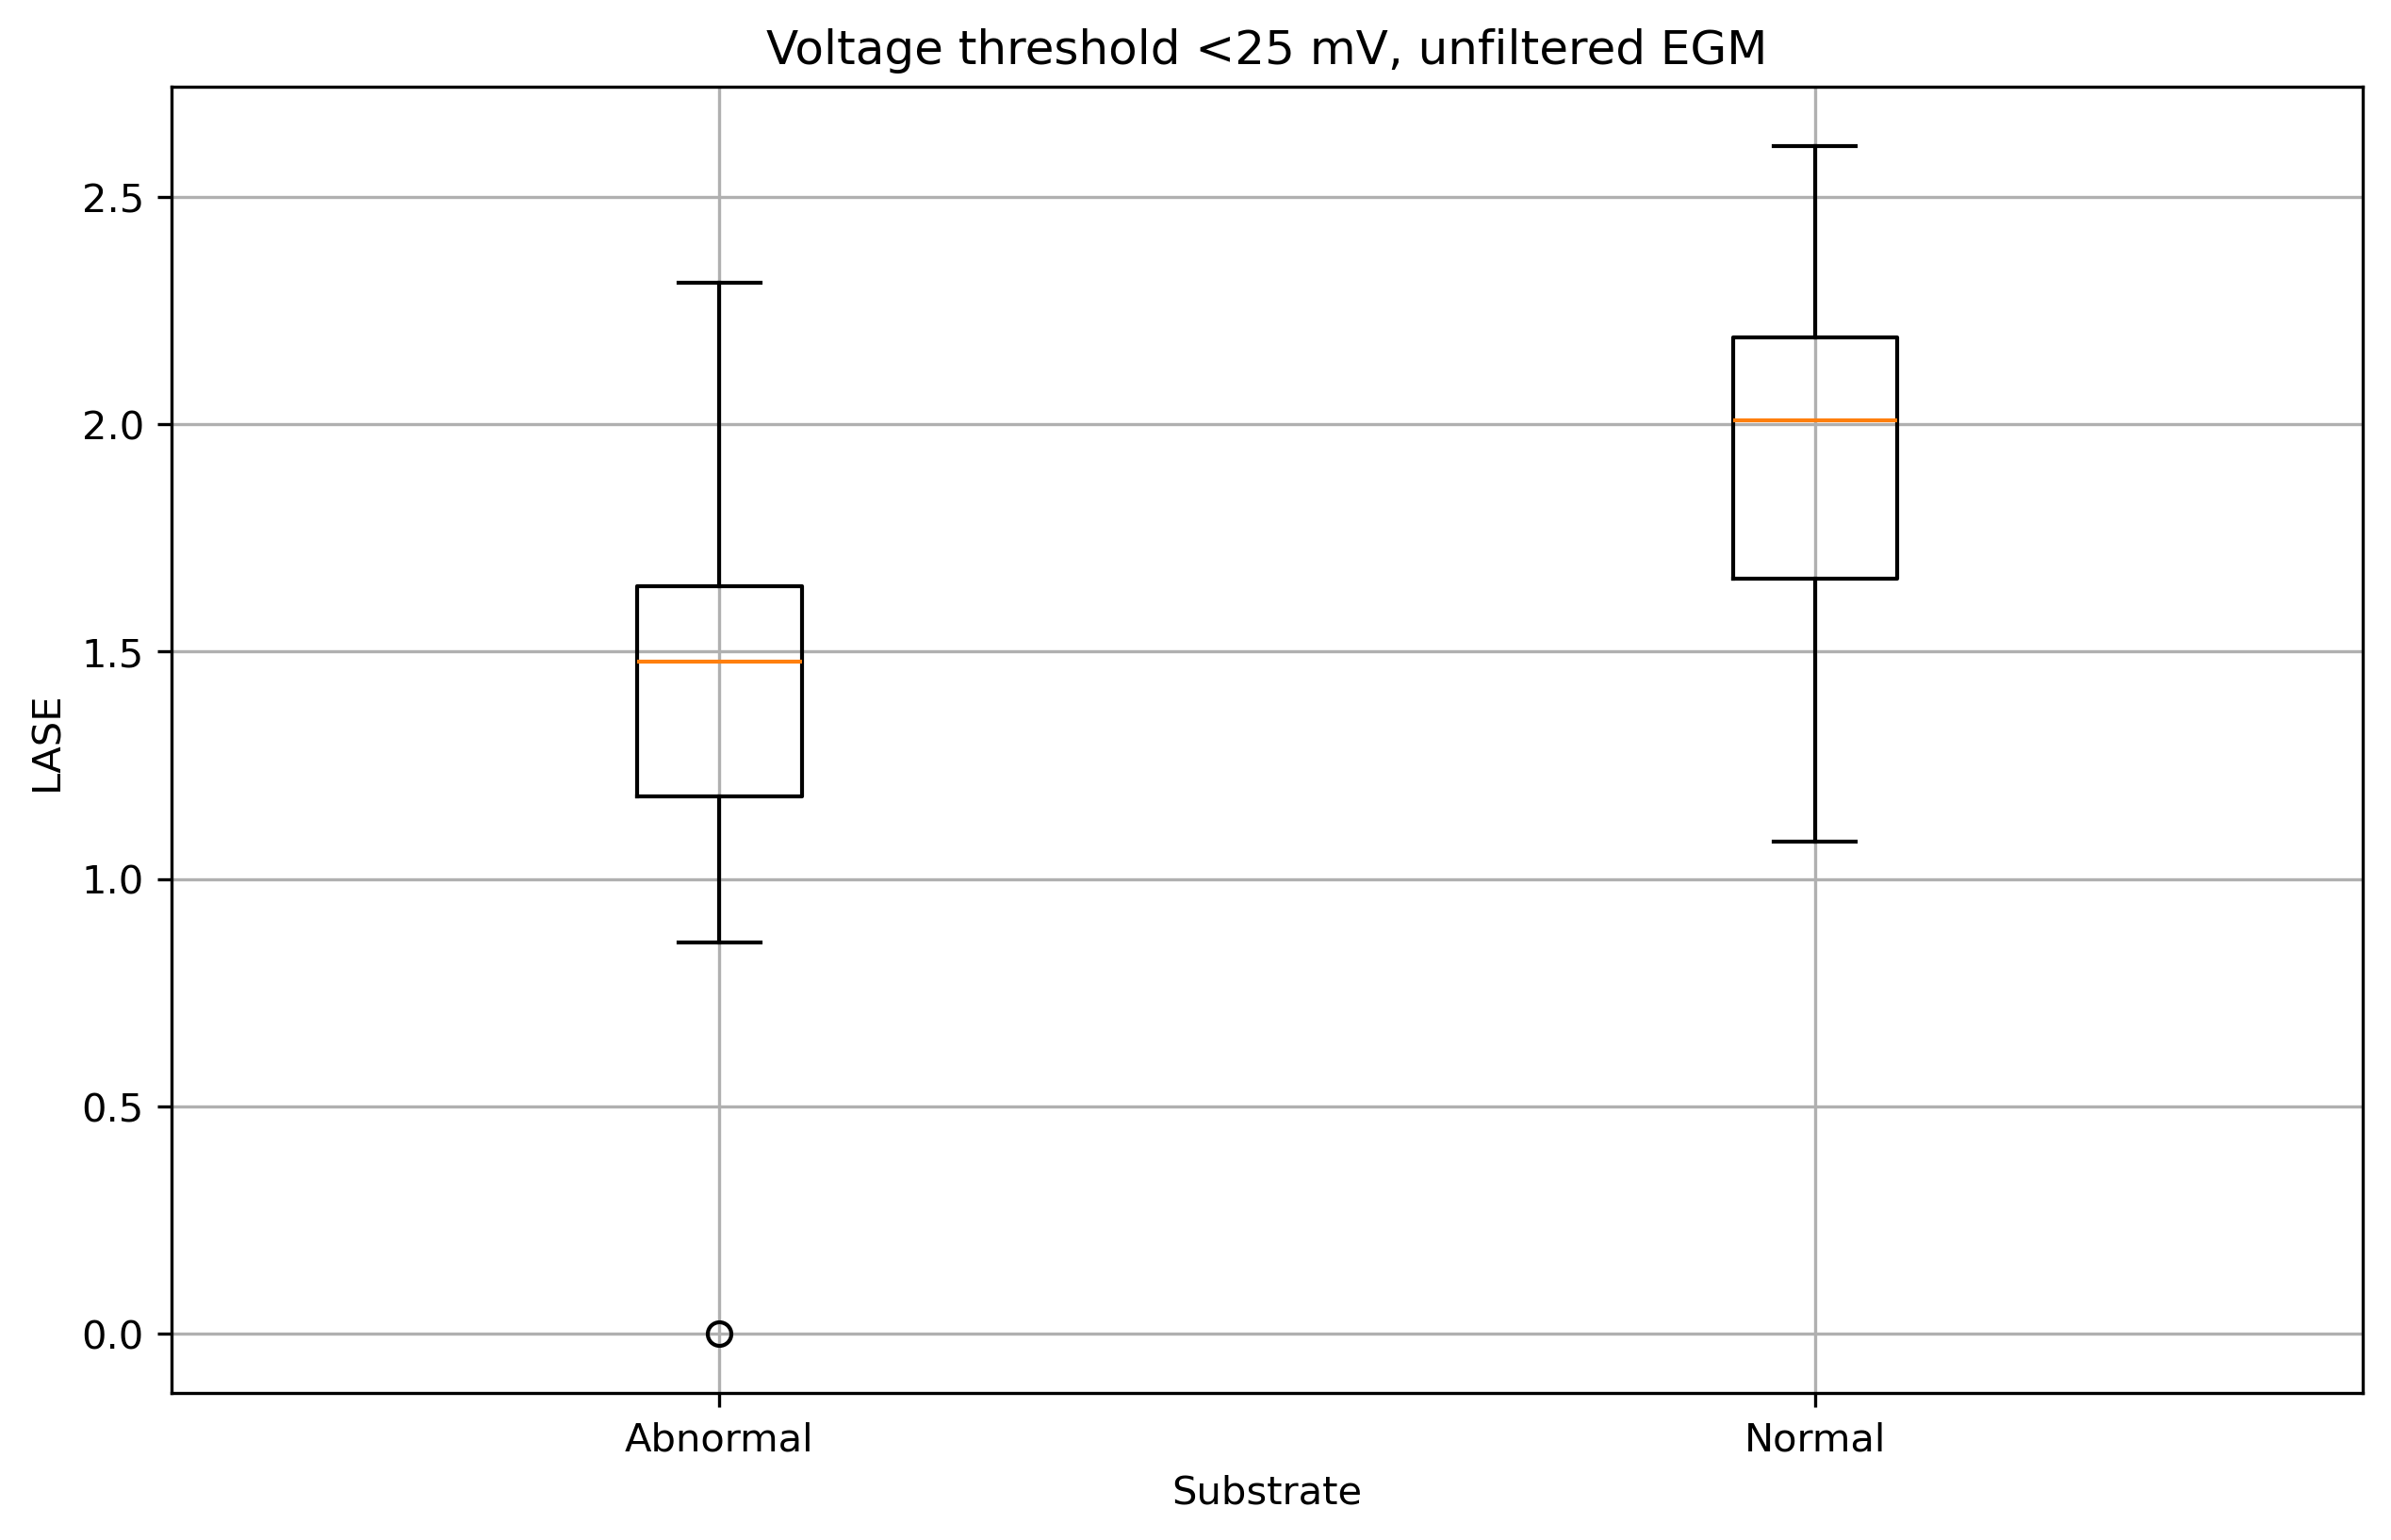 Voltage threshold <25 mV, unfiltered EGM
2.5
2.0
1.5
1.0
0.5
0.0
LASE
Abnormal
Normal
Substrate